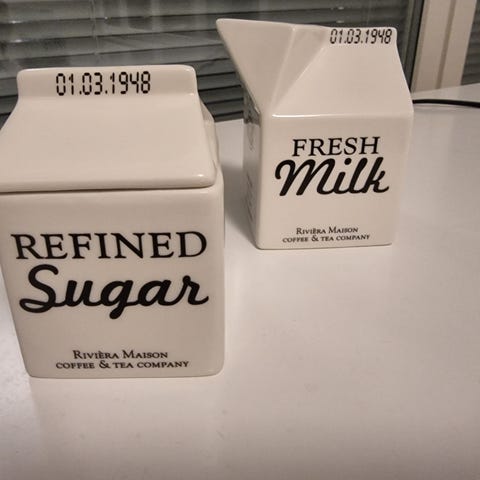 01.03.1948
REFINED
Sugar
RIVIÈRA MAISON
COFFEE & TEA COMPANY
01.03.1948
FRESH
Milk
RIVIÈRA MAISON
COFFEE & TEA COMPANY